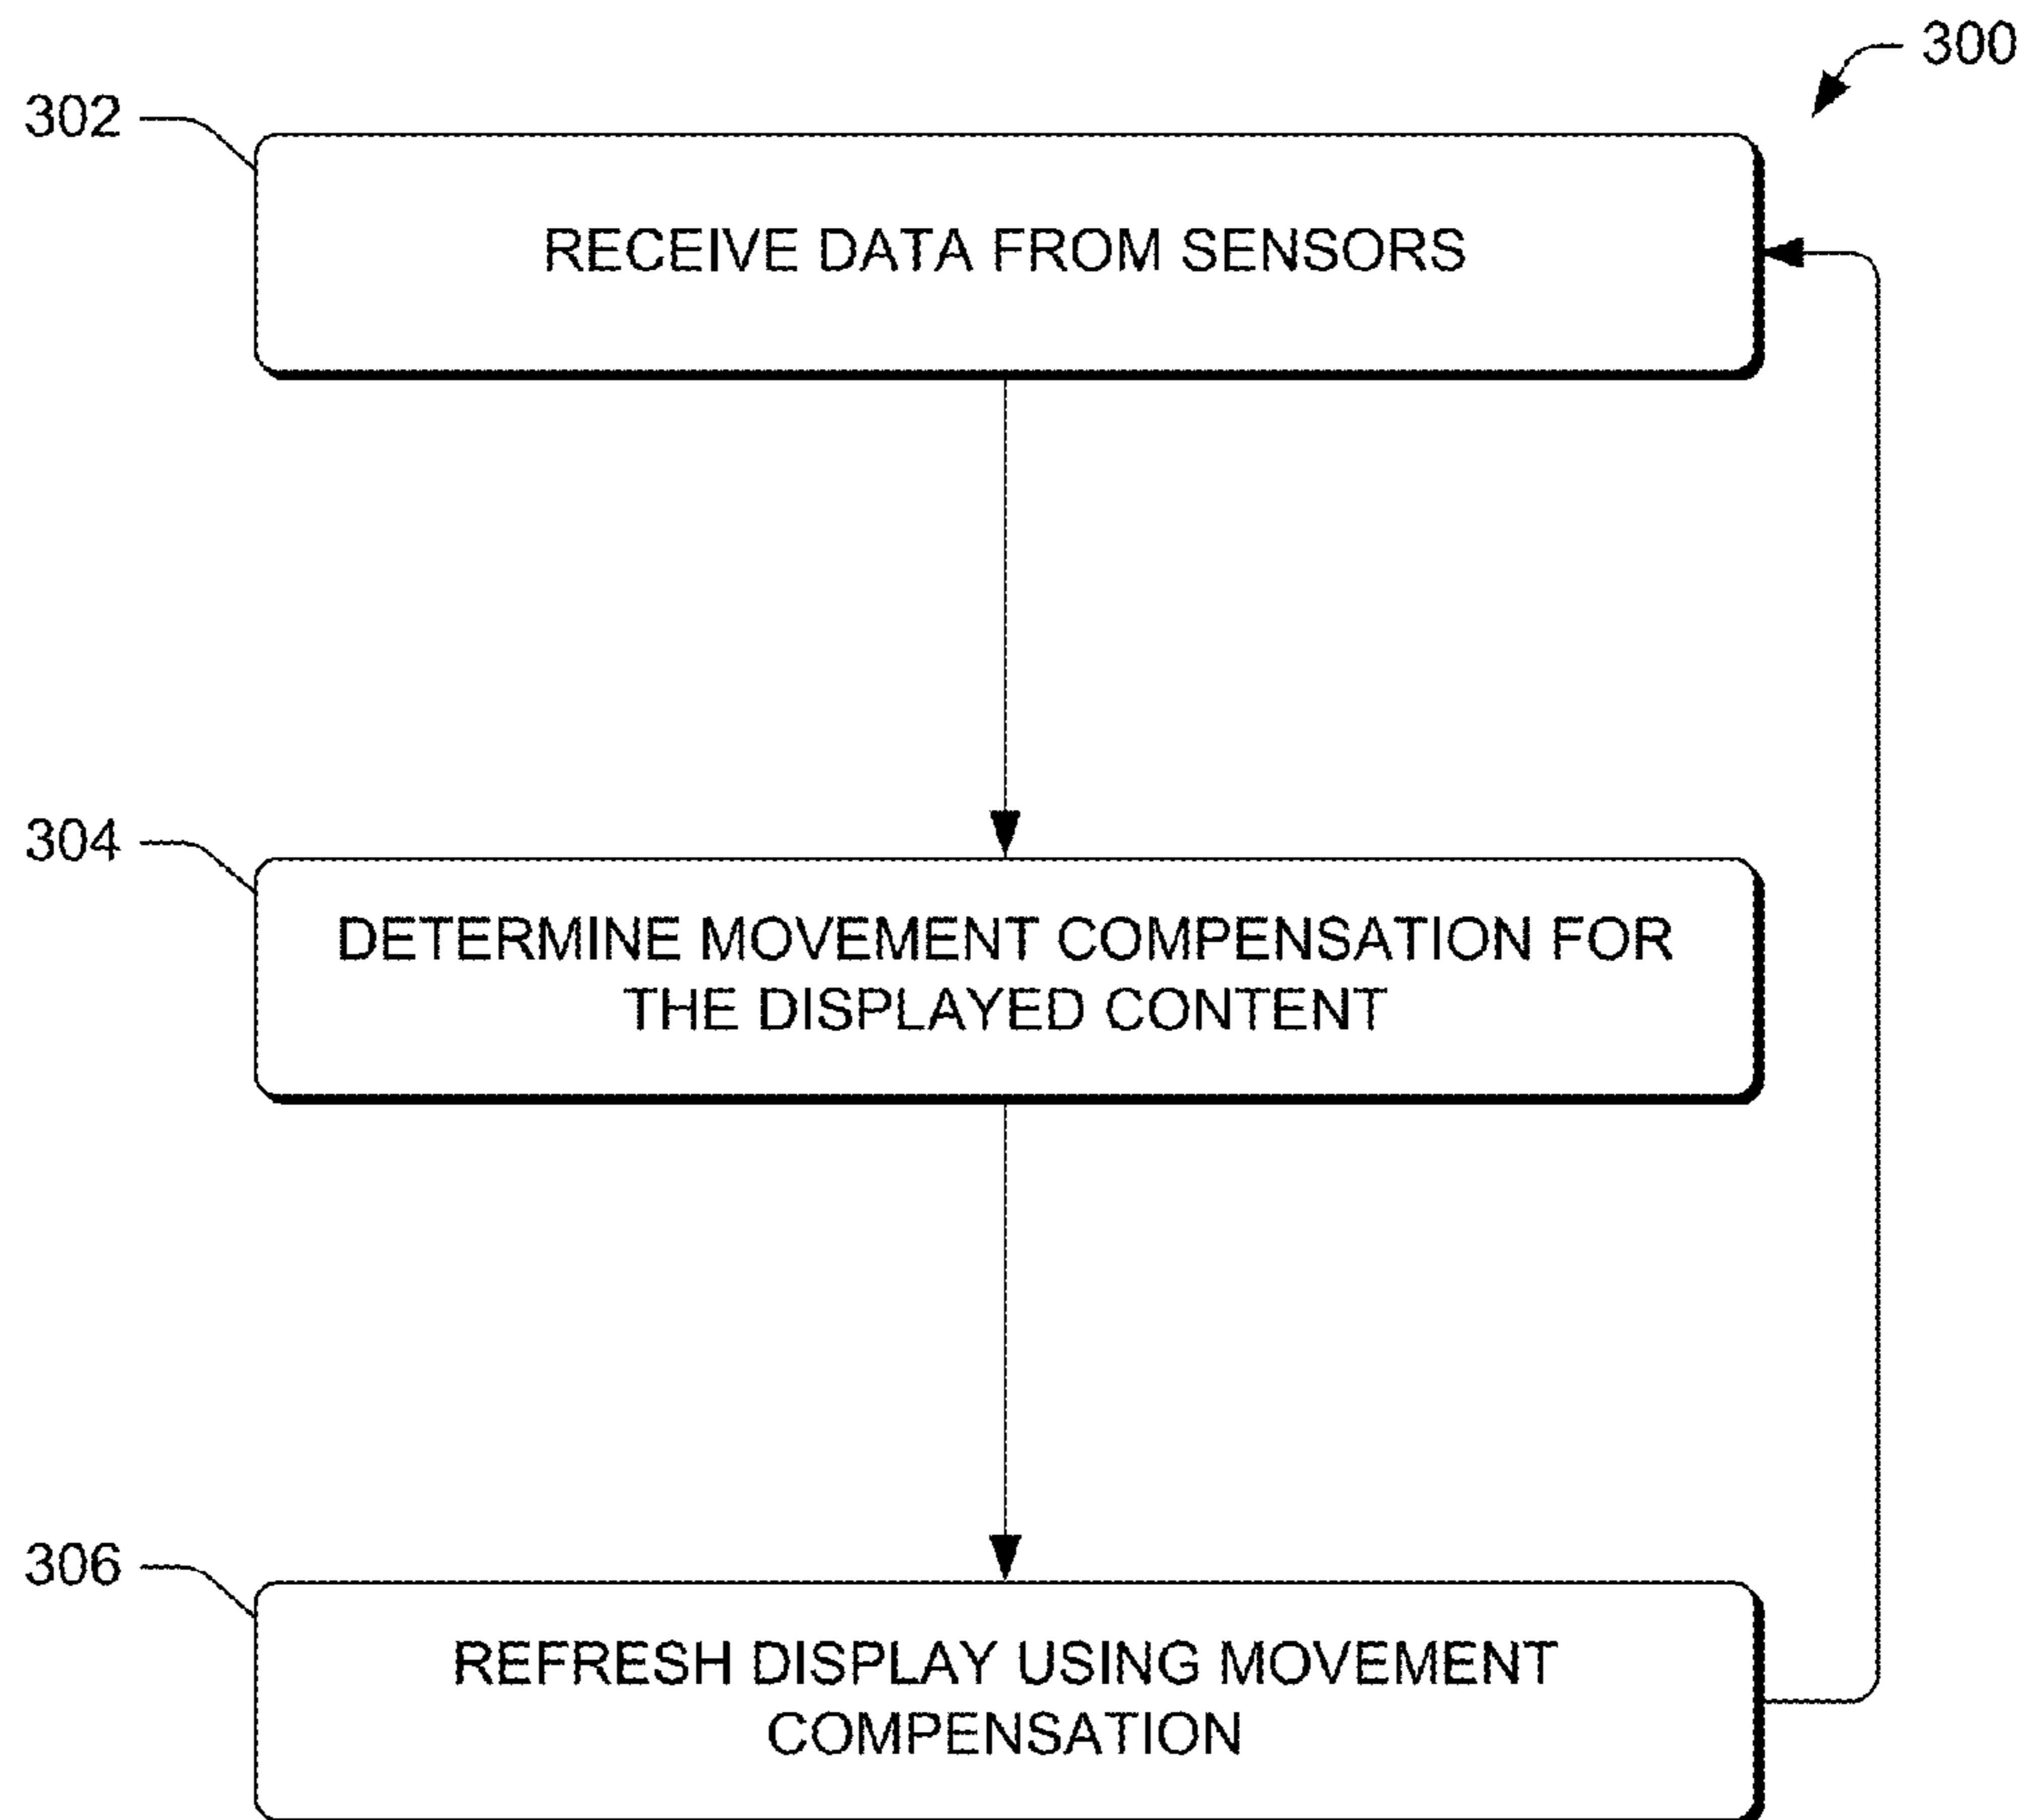 300
302
RECEIVE DATA FROM SENSORS
304
DETERMINE MOVEMENT COMPENSATION FOR
THE DISPLAYED CONTENT
306
REFRESH DISPLAY USING MOVEMENT
COMPENSATION